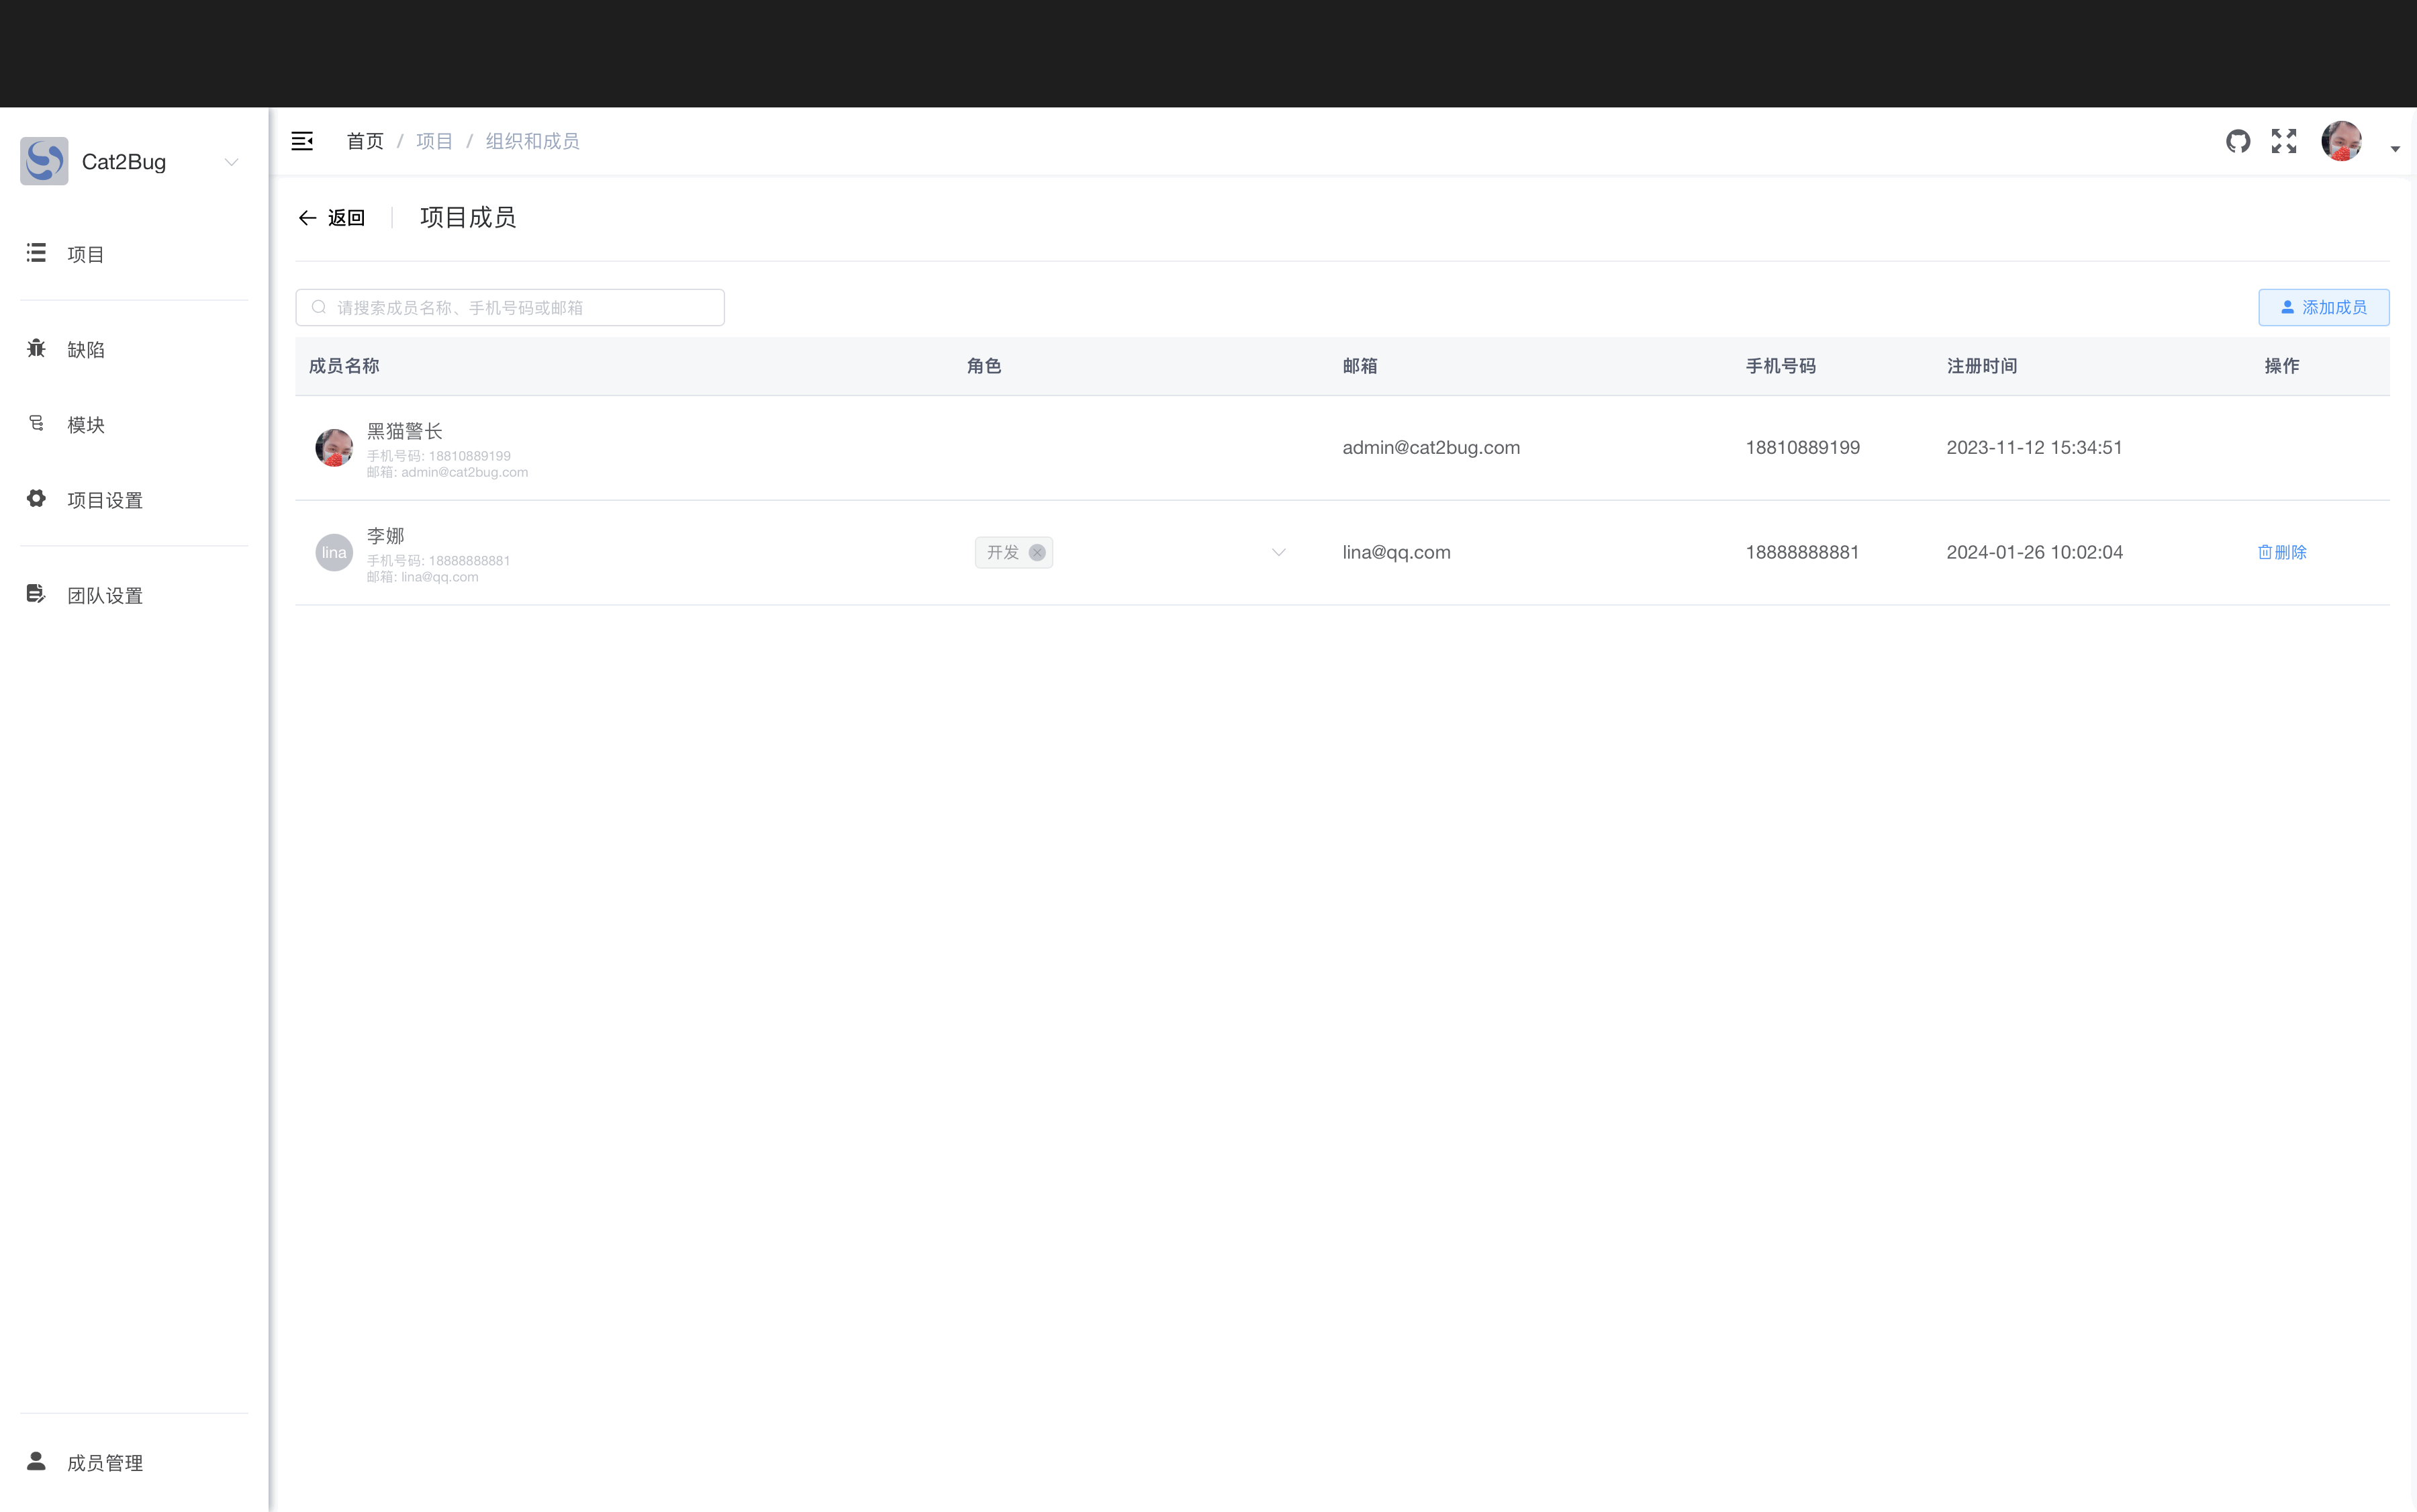 Cat2Bug
项目
缺陷
模块
项目设置
团队设置
成员管理
首页 / 项目 / 组织和成员
返回 项目成员
请搜索成员名称、手机号码或邮箱 添加成员
成员名称 角色 邮箱 手机号码 注册时间 操作
黑猫警长
手机号码: 18810889199
邮箱: admin@cat2bug.com
admin@cat2bug.com 18810889199 2023-11-12 15:34:51
lina
李娜
手机号码: 18888888881
邮箱: lina@qq.com
开发 lina@qq.com 18888888881 2024-01-26 10:02:04 删除